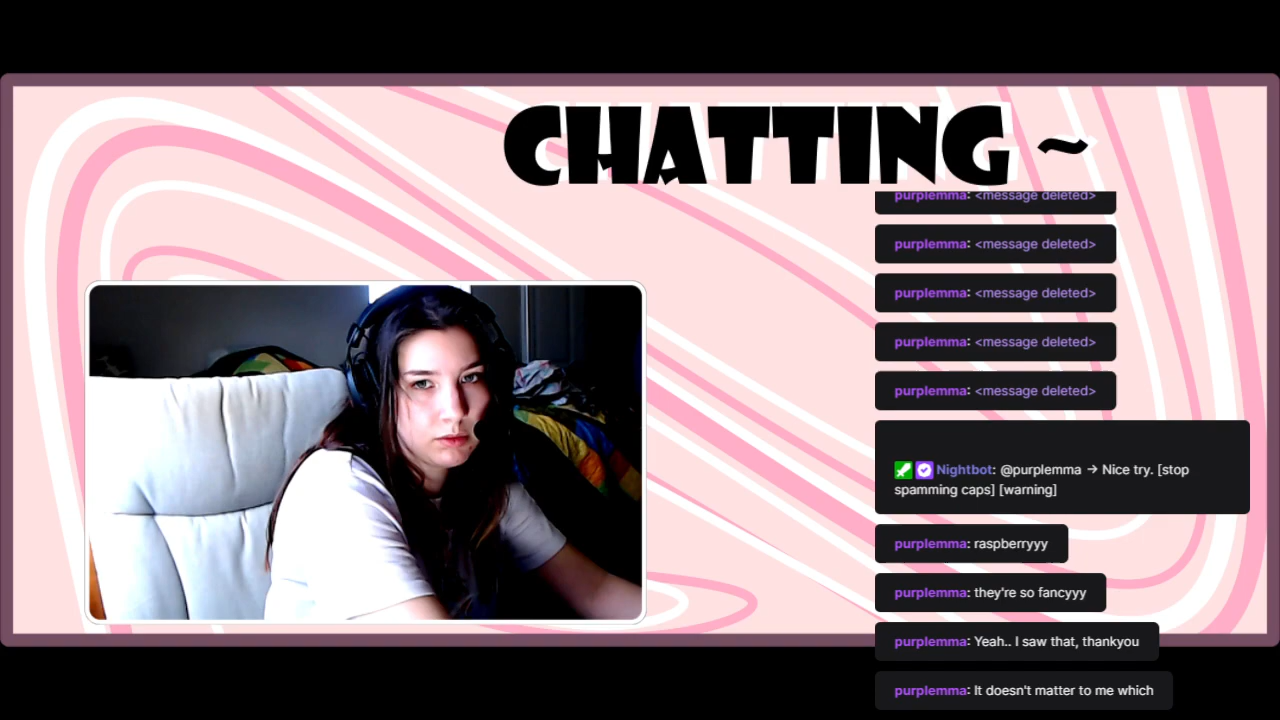 CHATTING ~
purplemma: <message deleted>
purplemma: <message deleted>
purplemma: <message deleted>
purplemma: <message deleted>
purplemma: <message deleted>
Nightbot: @purplemma → Nice try. [stop
spamming caps] [warning]
purplemma: raspberryyy
purplemma: they're so fancyyy
purplemma: Yeah.. I saw that, thankyou
purplemma: It doesn't matter to me which